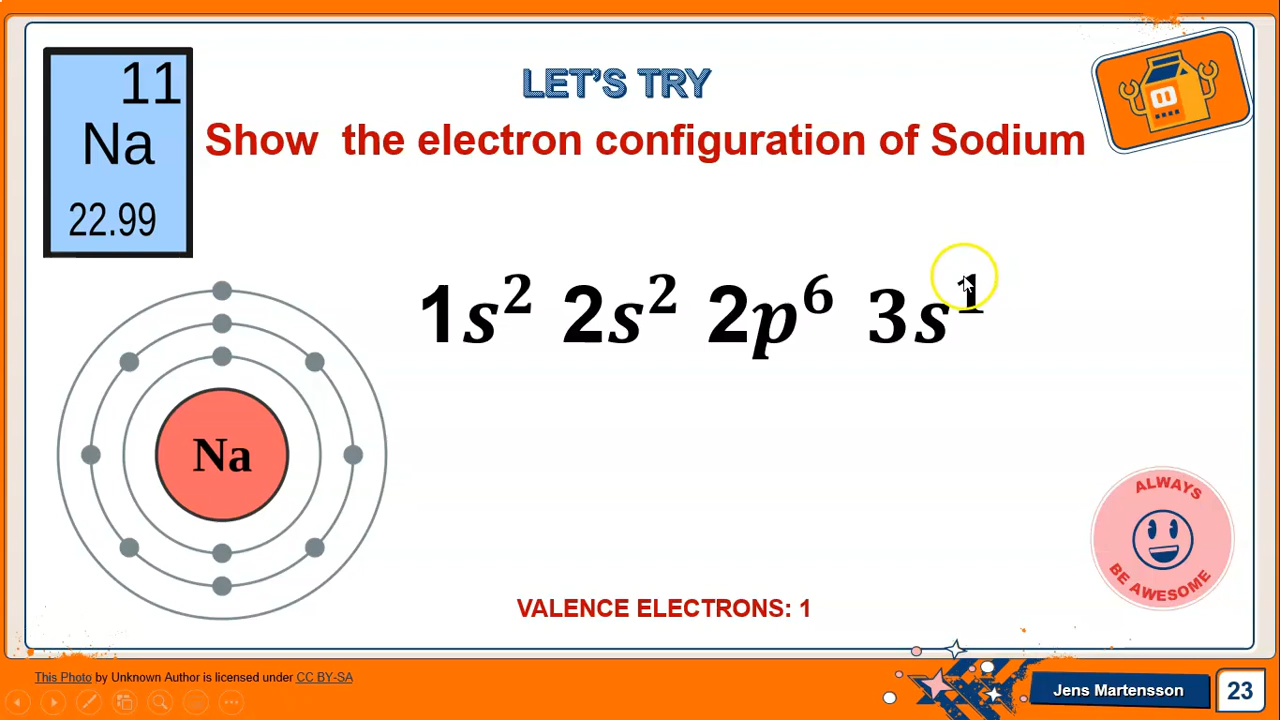 11
Na
22.99
LET'S TRY
Show the electron configuration of Sodium
1s² 2s² 2p⁶ 3s¹
Na
ALWAYS
BE AWESOME
VALENCE ELECTRONS: 1
This Photo by Unknown Author is licensed under CC BY-SA
Jens Martensson
23